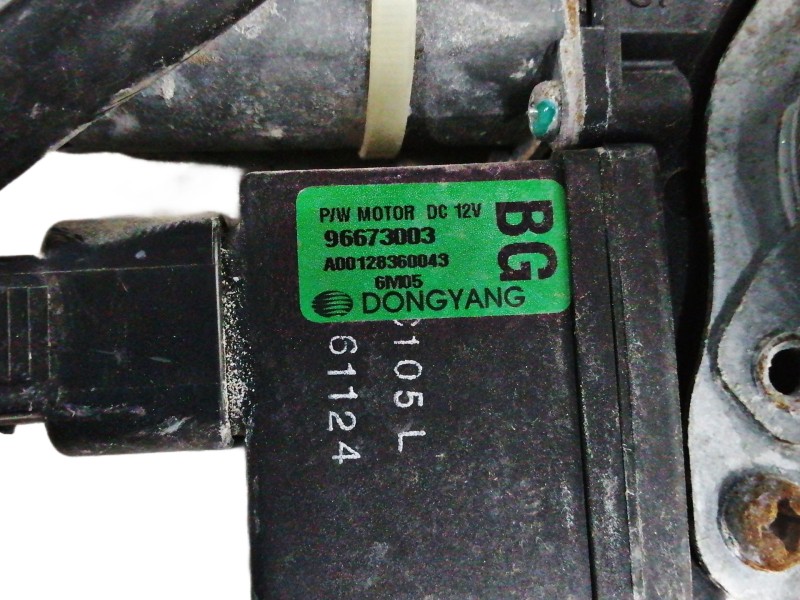 P/W MOTOR DC 12V
96673003
A00128360043
6M05
DONGYANG
BG
105 L
61124